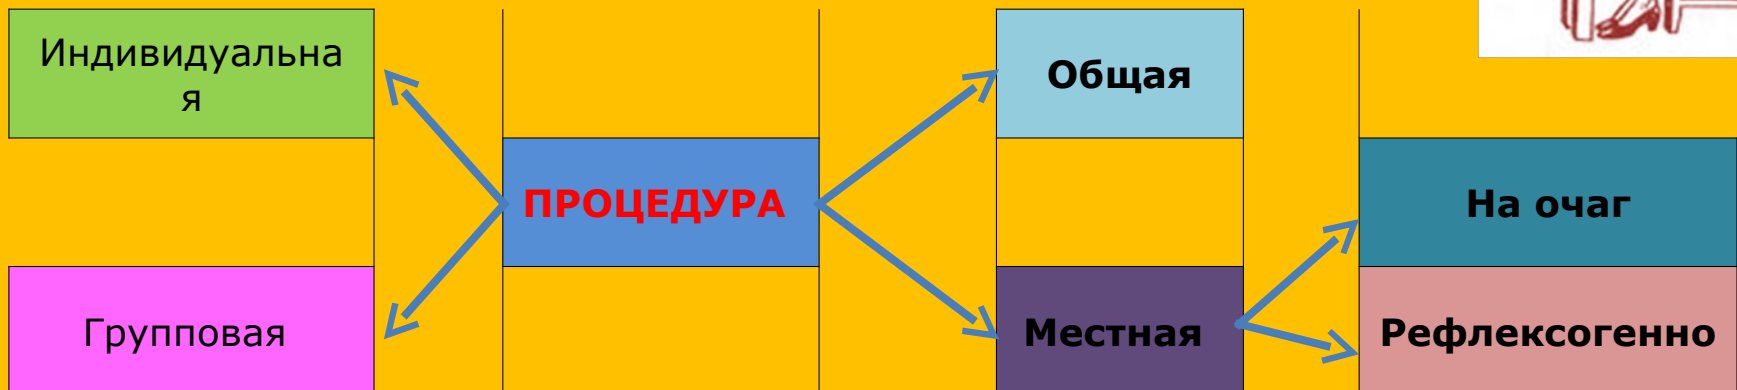 Индивидуальна
я
Общая
ПРОЦЕДУРА
На очаг
Групповая
Местная
Рефлексогенно